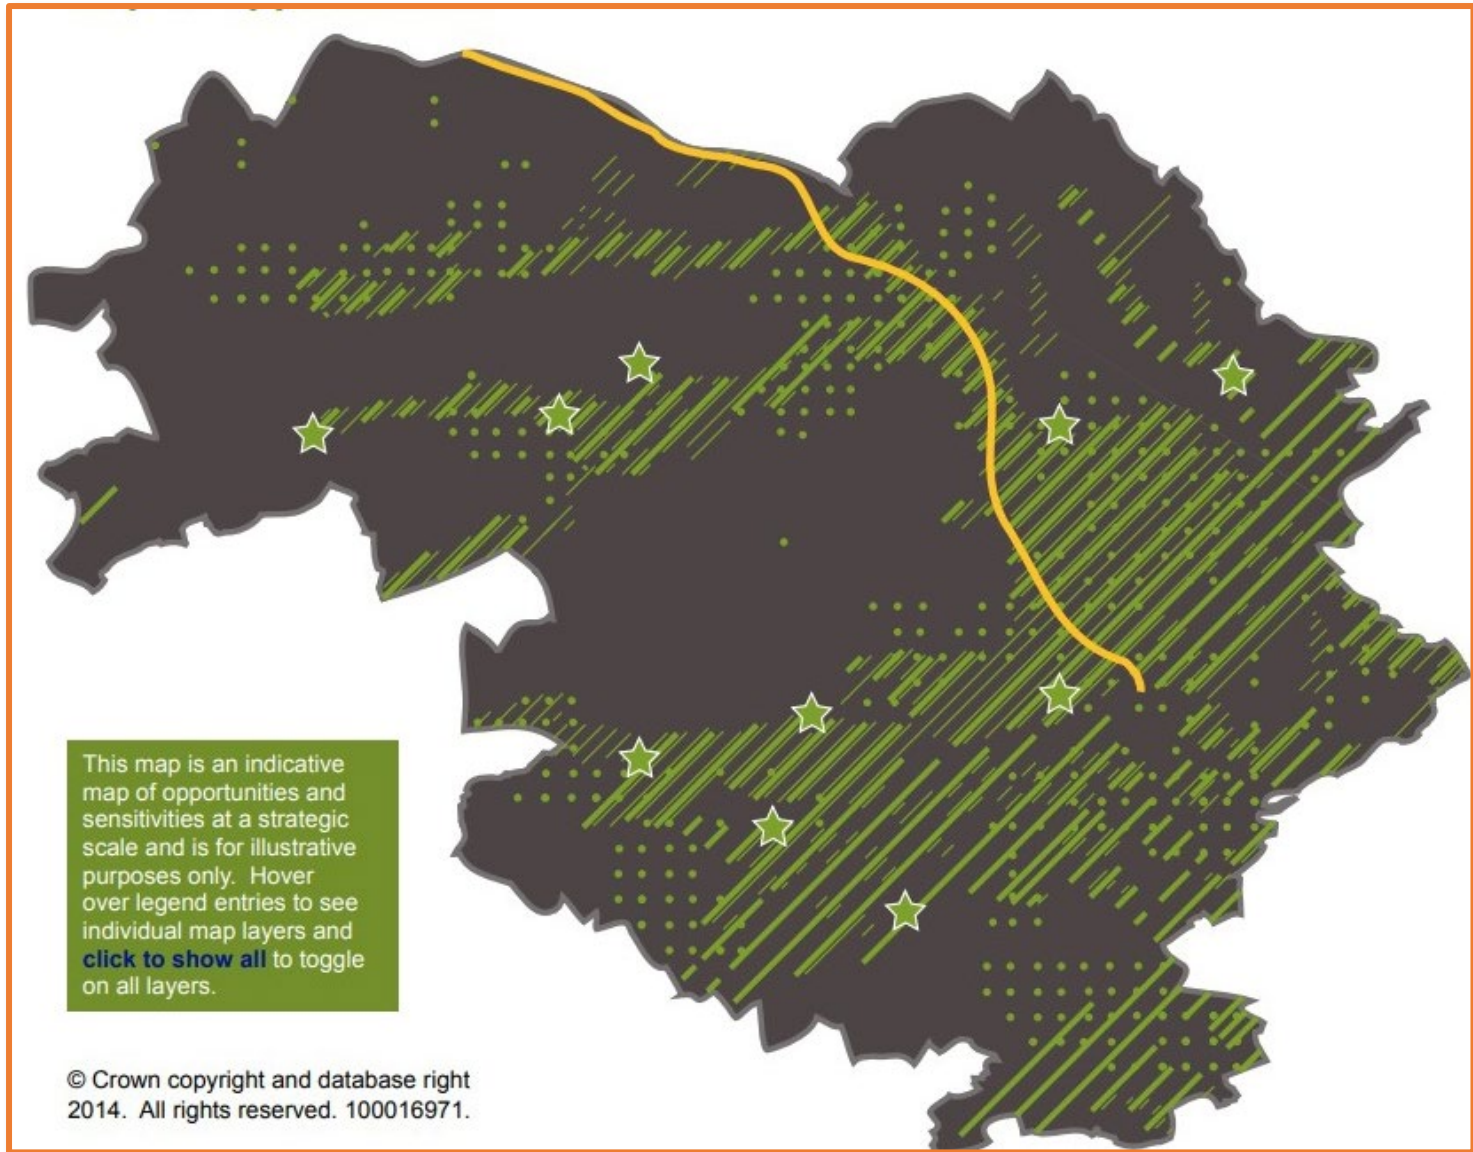 This map is an indicative
map of opportunities and
sensitivities at a strategic
scale and is for illustrative
purposes only.  Hover
over legend entries to see
individual map layers and
click to show all to toggle
on all layers.
© Crown copyright and database right
2014.  All rights reserved. 100016971.